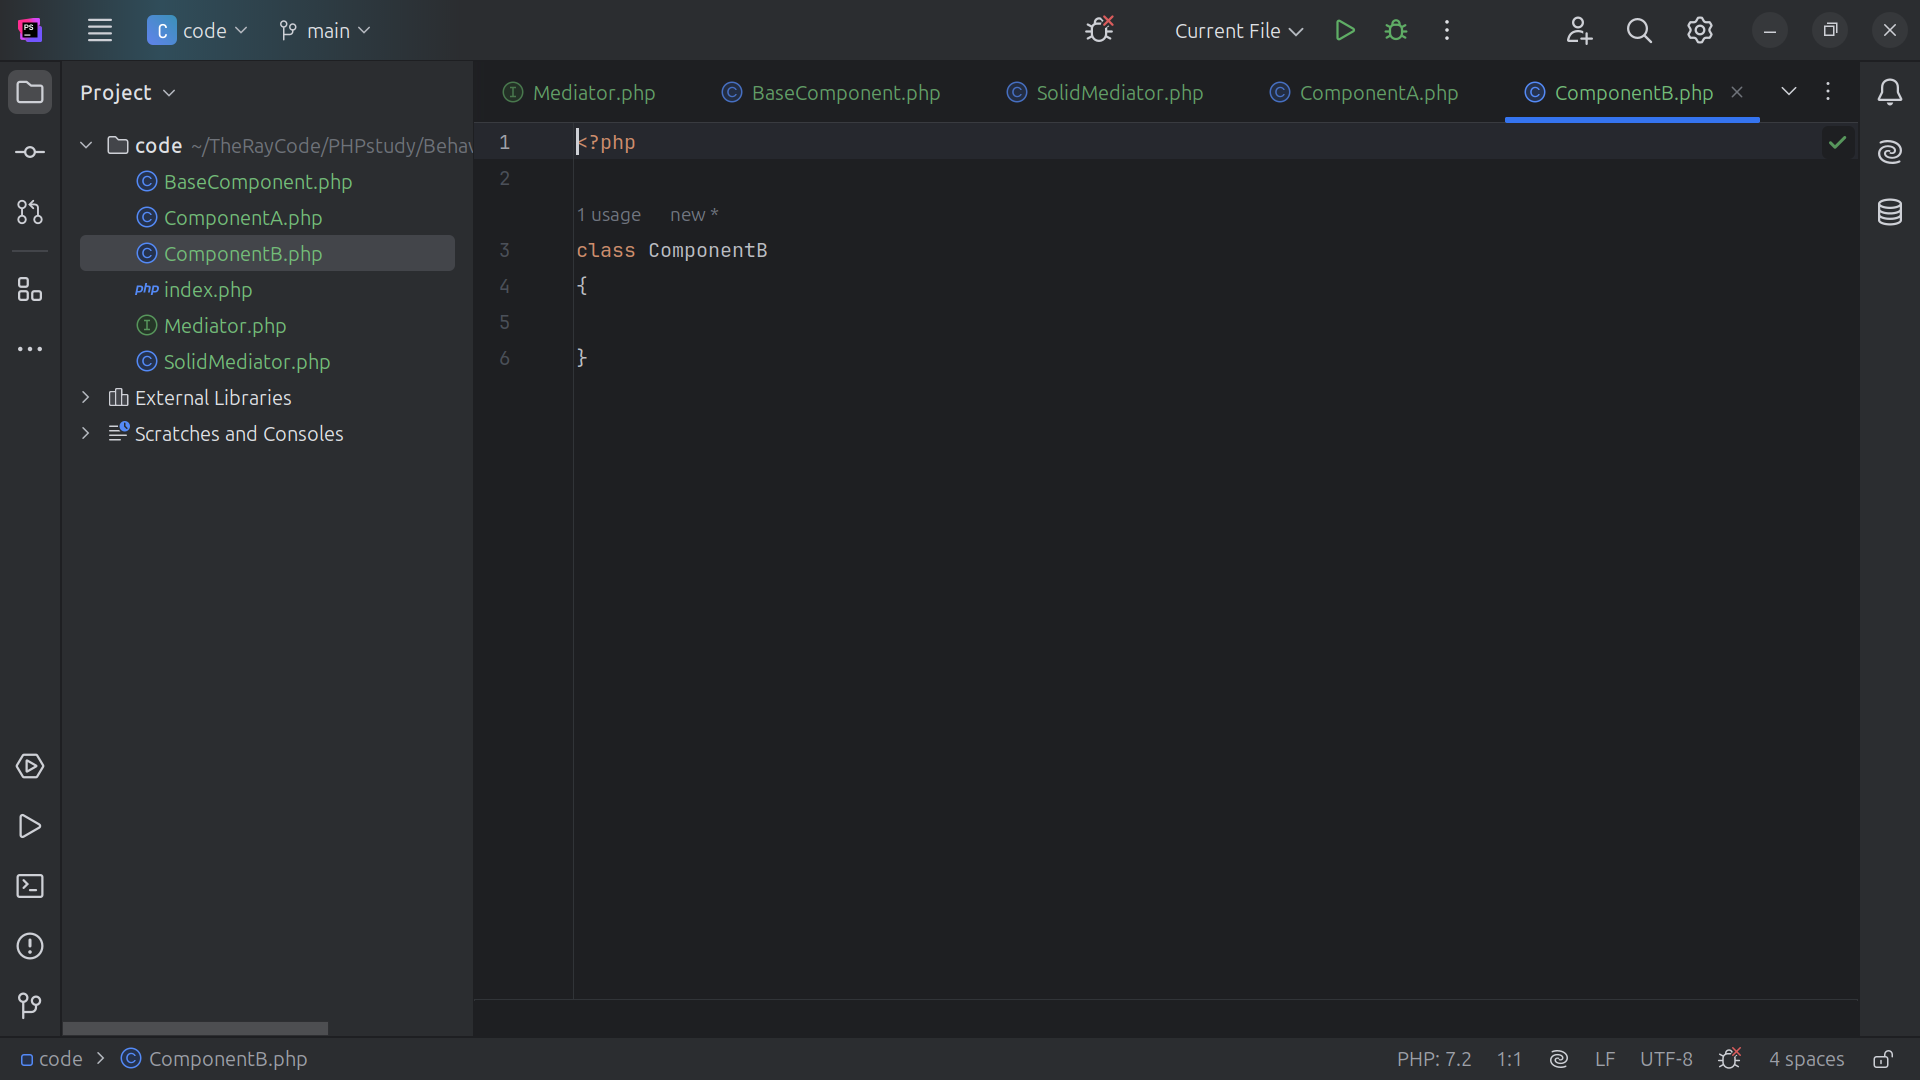 PS
C code
main
Current File
Project
Mediator.php
BaseComponent.php
SolidMediator.php
ComponentA.php
ComponentB.php
code ~/TheRayCode/PHPstudy/Behav
BaseComponent.php
ComponentA.php
ComponentB.php
php index.php
Mediator.php
SolidMediator.php
External Libraries
Scratches and Consoles
1 <?php
2
1 usage new *
3 class ComponentB
4 {
5
6 }
code > ComponentB.php
PHP: 7.2 1:1 LF UTF-8 4 spaces